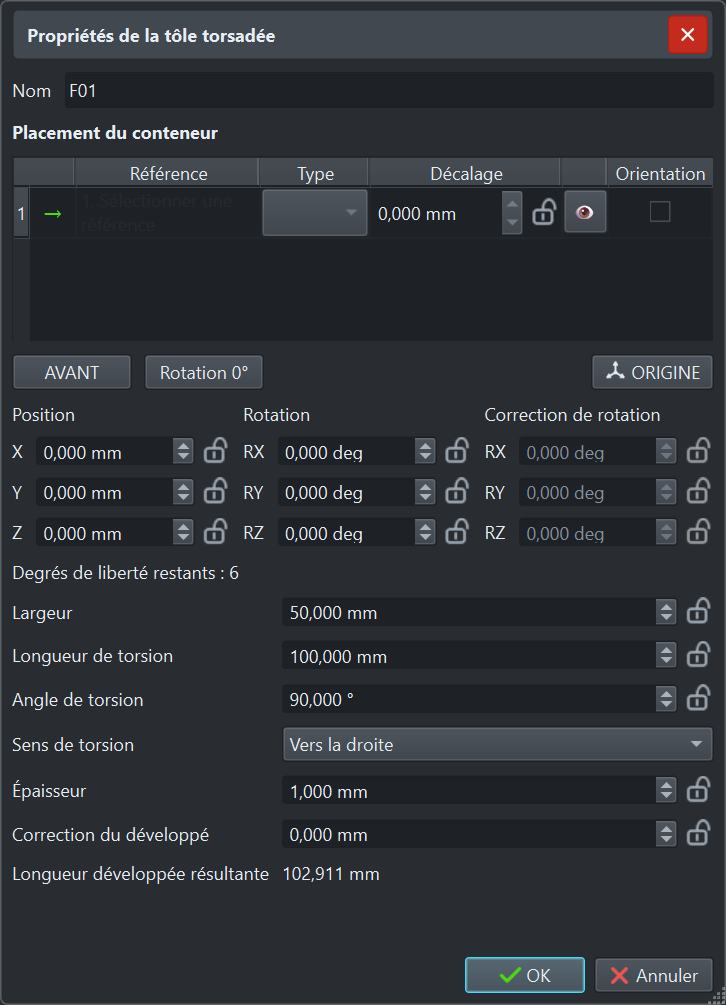 Propriétés de la tôle torsadée
Nom F01
Placement du conteneur
Référence Type Décalage Orientation
1 1. Sélectionner une référence 0,000 mm
AVANT Rotation 0° ORIGINE
Position Rotation Correction de rotation
X 0,000 mm RX 0,000 deg RX 0,000 deg
Y 0,000 mm RY 0,000 deg RY 0,000 deg
Z 0,000 mm RZ 0,000 deg RZ 0,000 deg
Degrés de liberté restants : 6
Largeur 50,000 mm
Longueur de torsion 100,000 mm
Angle de torsion 90,000 °
Sens de torsion Vers la droite
Épaisseur 1,000 mm
Correction du développé 0,000 mm
Longueur développée résultante 102,911 mm
OK Annuler